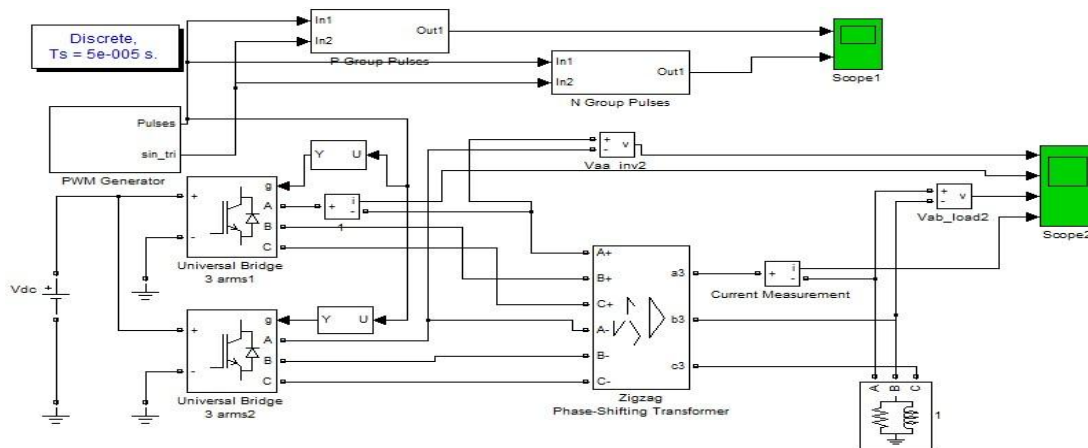 Discrete,
Ts = 5e-005 s.
In1
In2
Out1
P Group Pulses
In1
In2
Out1
N Group Pulses
Scope1
Pulses
sin_tri
PWM Generator
Y U
+
-
g
A
B
C
Universal Bridge
3 arms1
+ i
-
1
+
-
v
Vaa_inv2
+
-
v
Vab_load2
Scope2
Vdc +
Y U
+
-
g
A
B
C
Universal Bridge
3 arms2
A+
B+
C+
A-
B-
C-
a3
b3
c3
Zigzag
Phase-Shifting Transformer
+ i
-
Current Measurement
A B C
1